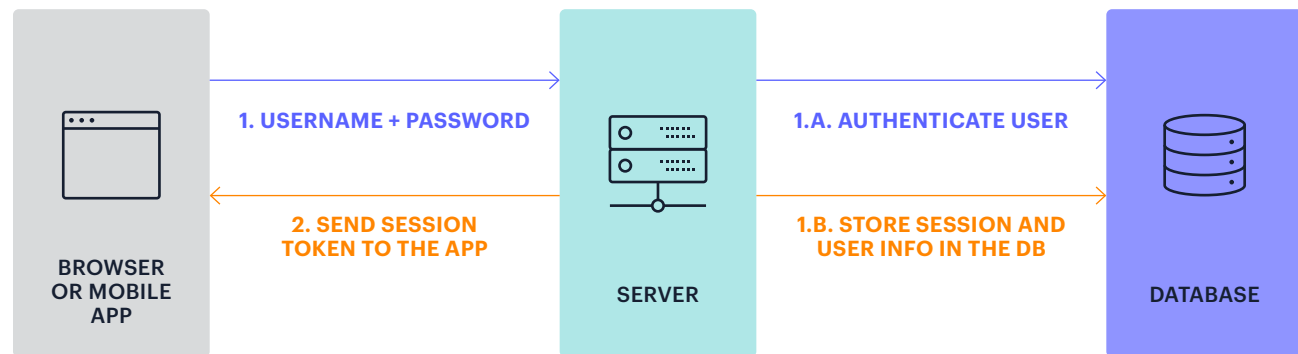 1. USERNAME + PASSWORD
1.A. AUTHENTICATE USER
2. SEND SESSION
TOKEN TO THE APP
1.B. STORE SESSION AND
USER INFO IN THE DB
BROWSER
OR MOBILE
APP
SERVER
DATABASE